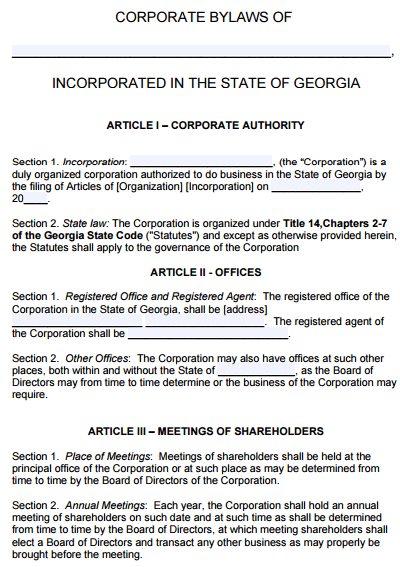 CORPORATE BYLAWS OF
____________________________________________,
INCORPORATED IN THE STATE OF GEORGIA
ARTICLE I – CORPORATE AUTHORITY
Section 1. Incorporation: ____________________, (the “Corporation”) is a
duly organized corporation authorized to do business in the State of Georgia by
the filing of Articles of [Organization] [Incorporation] on _____________,
20____.
Section 2. State law: The Corporation is organized under Title 14,Chapters 2-7
of the Georgia State Code ("Statutes") and except as otherwise provided herein,
the Statutes shall apply to the governance of the Corporation
ARTICLE II - OFFICES
Section 1. Registered Office and Registered Agent: The registered office of the
Corporation in the State of Georgia, shall be [address]
___________________ _________________. The registered agent of
the Corporation shall be ______________________.
Section 2. Other Offices: The Corporation may also have offices at such other
places, both within and without the State of ___________, as the Board of
Directors may from time to time determine or the business of the Corporation may
require.
ARTICLE III – MEETINGS OF SHAREHOLDERS
Section 1. Place of Meetings: Meetings of shareholders shall be held at the
principal office of the Corporation or at such place as may be determined from
time to time by the Board of Directors of the Corporation.
Section 2. Annual Meetings: Each year, the Corporation shall hold an annual
meeting of shareholders on such date and at such time as shall be determined
from time to time by the Board of Directors, at which meeting shareholders shall
elect a Board of Directors and transact any other business as may properly be
brought before the meeting.